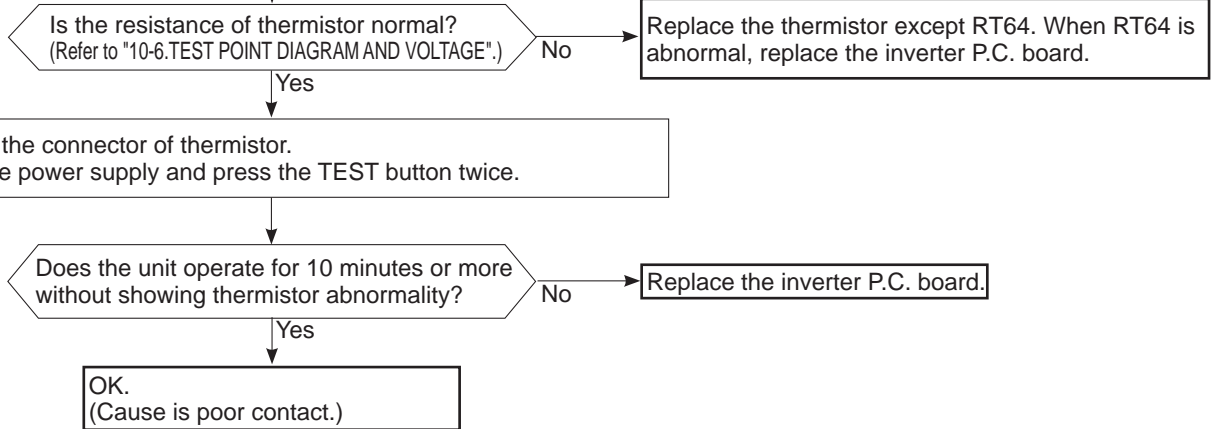 Is the resistance of thermistor normal?
(Refer to "10-6.TEST POINT DIAGRAM AND VOLTAGE".)
No
Replace the thermistor except RT64. When RT64 is
abnormal, replace the inverter P.C. board.
Yes
the connector of thermistor.
power supply and press the TEST button twice.
Does the unit operate for 10 minutes or more
without showing thermistor abnormality?
No
Replace the inverter P.C. board.
Yes
OK.
(Cause is poor contact.)